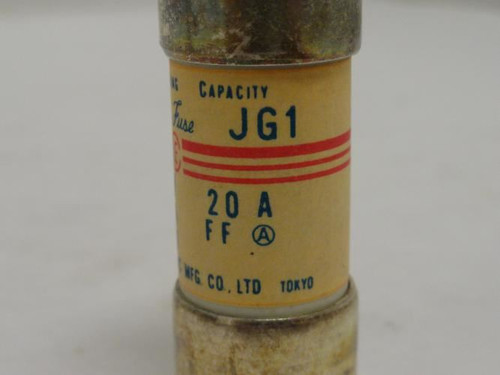 CAPACITY
Fuse JG1
20 A
FF Ⓐ
MFG. CO., LTD TOKYO